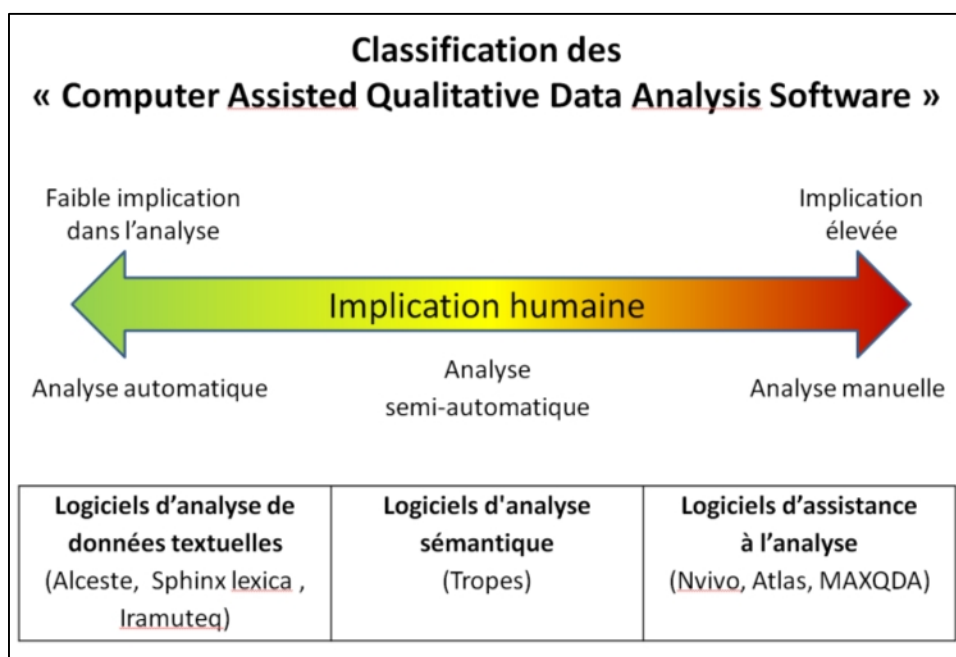 Classification des
« Computer Assisted Qualitative Data Analysis Software »
Faible implication
dans l'analyse
Implication
élevée
Implication humaine
Analyse automatique
Analyse
semi-automatique
Analyse manuelle
Logiciels d'analyse de
données textuelles
(Alceste, Sphinx lexica ,
Iramuteq)
Logiciels d'analyse
sémantique
(Tropes)
Logiciels d'assistance
à l'analyse
(Nvivo, Atlas, MAXQDA)